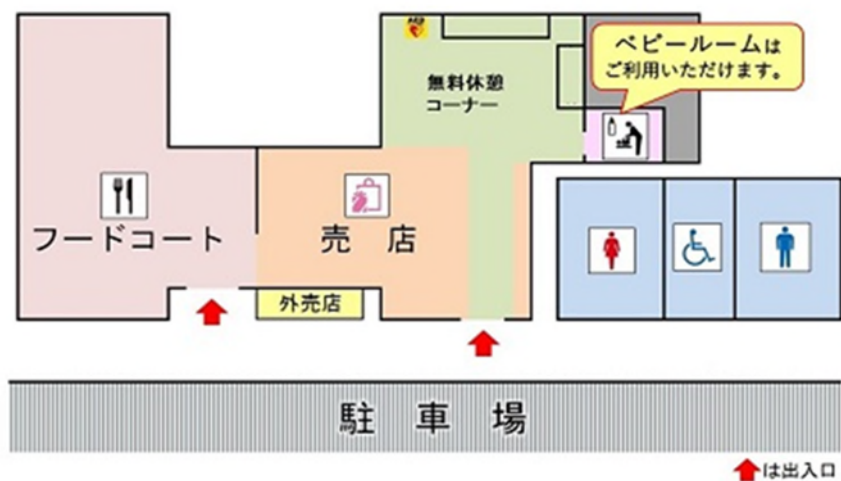 AED
ベビールームは
ご利用いただけます。
無料休憩
コーナー
フードコート
売店
外売店
駐車場
は出入口